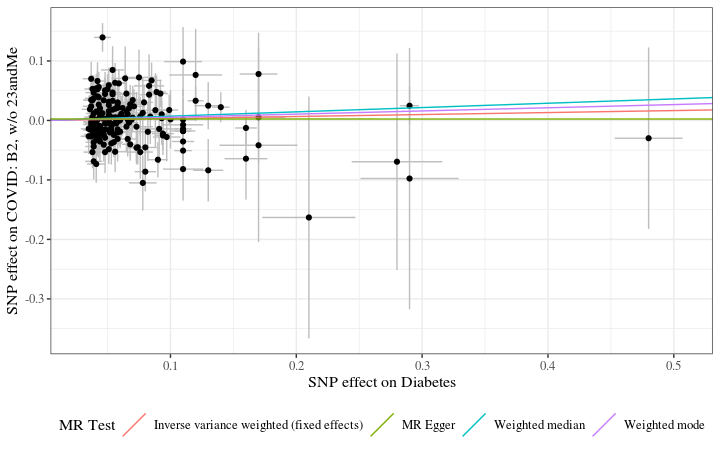 SNP effect on COVID: B2, w/o 23andMe
0.1
0.0
-0.1
-0.2
-0.3
0.1 0.2 0.3 0.4 0.5
SNP effect on Diabetes
MR Test Inverse variance weighted (fixed effects) MR Egger Weighted median Weighted mode